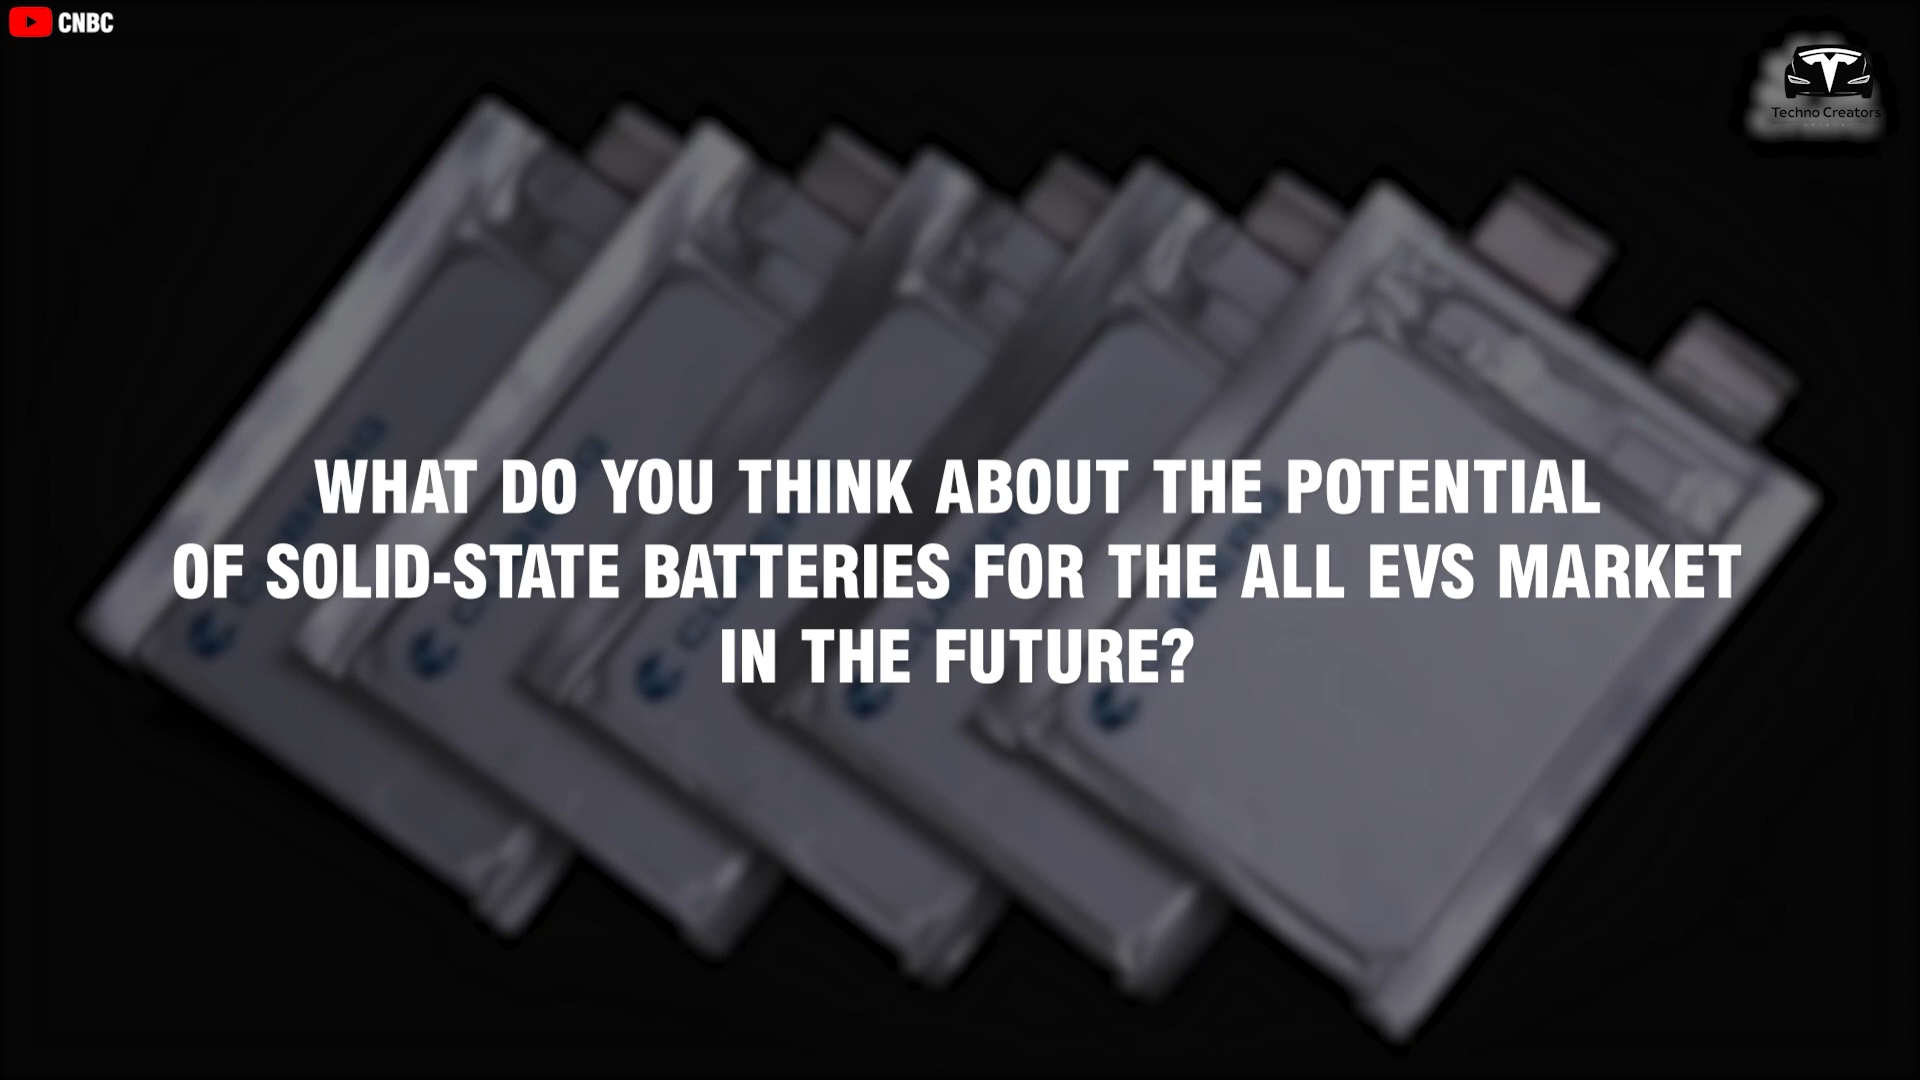 CNBC
Techno Creators
WHAT DO YOU THINK ABOUT THE POTENTIAL
OF SOLID-STATE BATTERIES FOR THE ALL EVS MARKET
IN THE FUTURE?